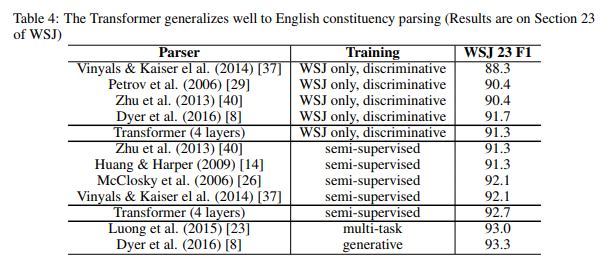 Table 4: The Transformer generalizes well to English constituency parsing (Results are on Section 23
of WSJ)
Parser Training WSJ 23 F1
Vinyals & Kaiser el al. (2014) [37] WSJ only, discriminative 88.3
Petrov et al. (2006) [29] WSJ only, discriminative 90.4
Zhu et al. (2013) [40] WSJ only, discriminative 90.4
Dyer et al. (2016) [8] WSJ only, discriminative 91.7
Transformer (4 layers) WSJ only, discriminative 91.3
Zhu et al. (2013) [40] semi-supervised 91.3
Huang & Harper (2009) [14] semi-supervised 91.3
McClosky et al. (2006) [26] semi-supervised 92.1
Vinyals & Kaiser el al. (2014) [37] semi-supervised 92.1
Transformer (4 layers) semi-supervised 92.7
Luong et al. (2015) [23] multi-task 93.0
Dyer et al. (2016) [8] generative 93.3